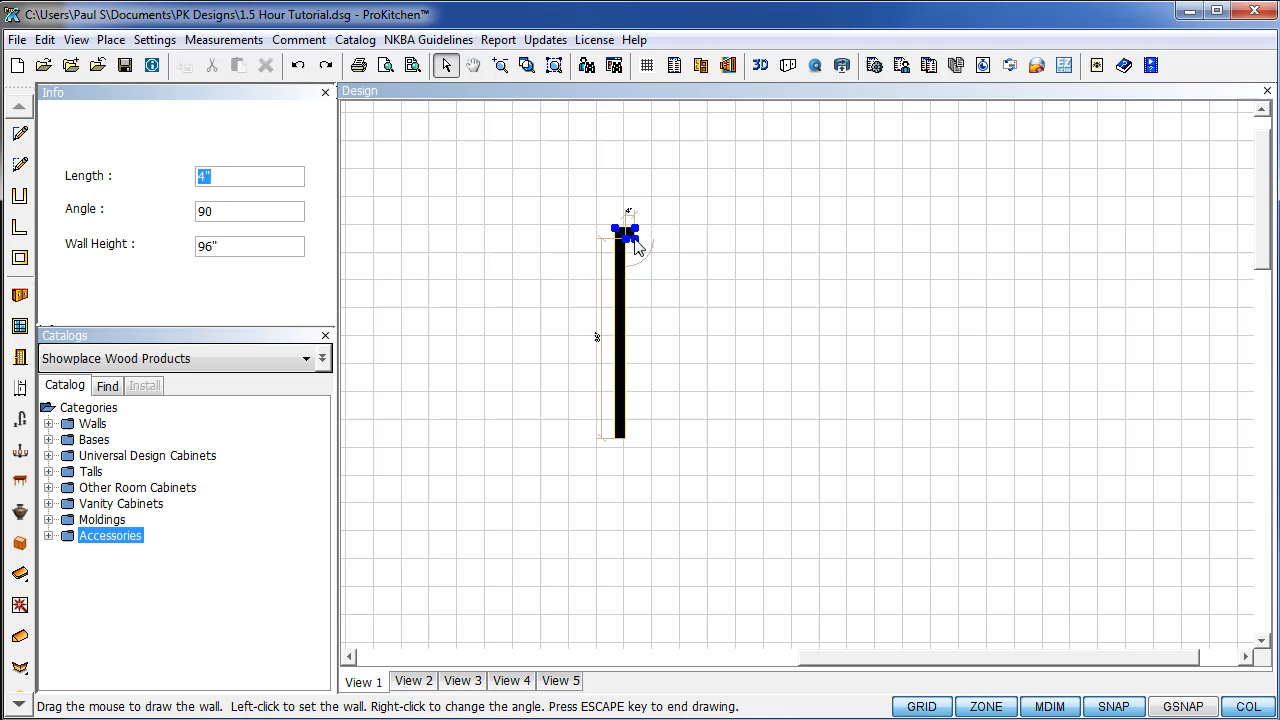 C:\Users\Paul S\Documents\PK Designs\1.5 Hour Tutorial.dsg - ProKitchen™
File Edit View Place Settings Measurements Comment Catalog NKBA Guidelines Report Updates License Help
3D
EZ
Info
Design
Length : 4"
Angle : 90
Wall Height : 96"
Catalogs
Showplace Wood Products
Catalog Find Install
Categories
Walls
Bases
Universal Design Cabinets
Talls
Other Room Cabinets
Vanity Cabinets
Moldings
Accessories
View 1 View 2 View 3 View 4 View 5
Drag the mouse to draw the wall. Left-click to set the wall. Right-click to change the angle. Press ESCAPE key to end drawing.
GRID ZONE MDIM SNAP GSNAP COL